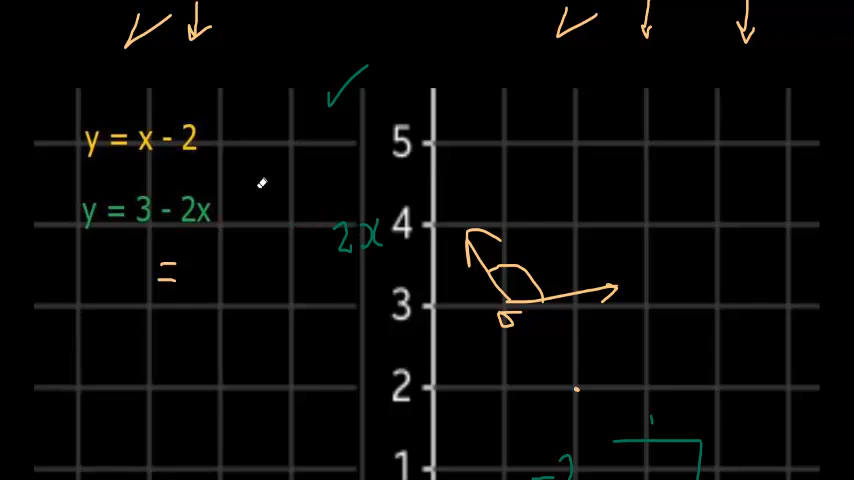 y = x - 2
5
y = 3 - 2x
2x 4
=
3
2
1